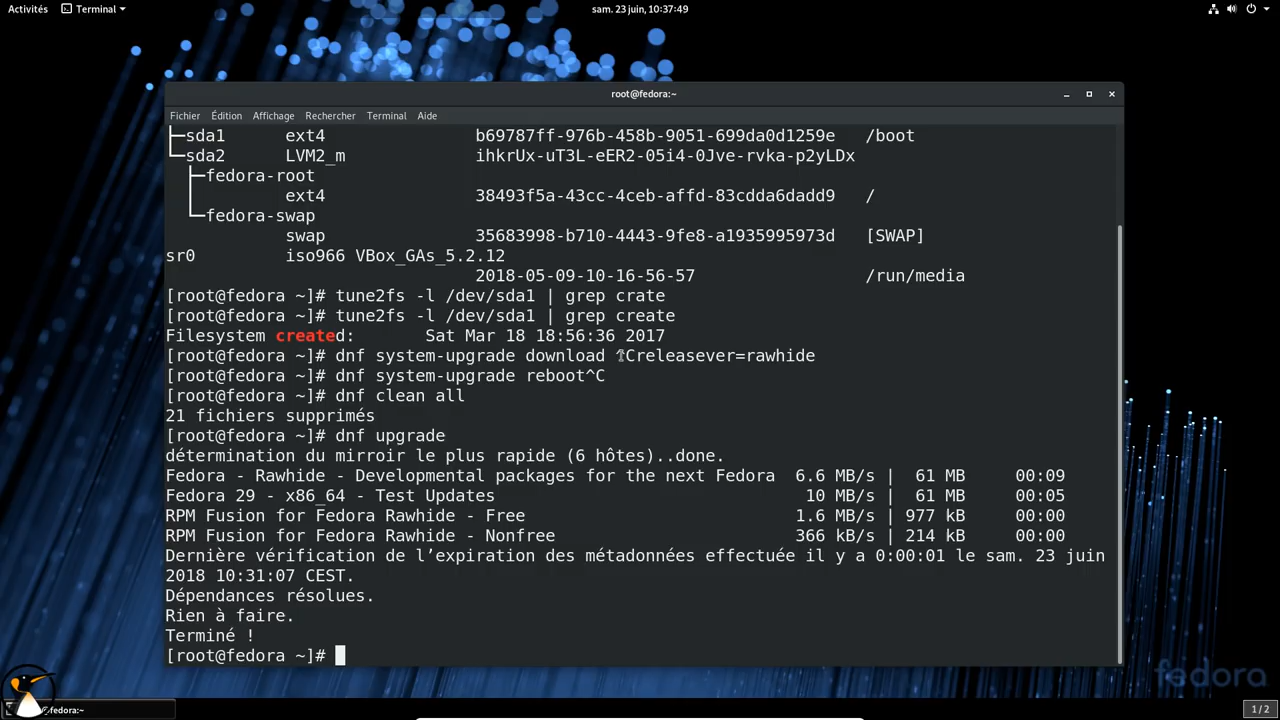 Activités
Terminal
sam. 23 juin, 10:37:49
root@fedora:~
Fichier Édition Affichage Rechercher Terminal Aide
├─sda1 ext4 b69787ff-976b-458b-9051-699da0d1259e /boot
└─sda2 LVM2_m ihkrUx-uT3L-eER2-05i4-0Jve-rvka-p2yLDx
├─fedora-root
ext4 38493f5a-43cc-4ceb-affd-83cdda6dadd9 /
└─fedora-swap
swap 35683998-b710-4443-9fe8-a1935995973d [SWAP]
sr0 iso966 VBox_GAs_5.2.12
2018-05-09-10-16-56-57 /run/media
[root@fedora ~]# tune2fs -l /dev/sda1 | grep crate
[root@fedora ~]# tune2fs -l /dev/sda1 | grep create
Filesystem created: Sat Mar 18 18:56:36 2017
[root@fedora ~]# dnf system-upgrade download ^Creleasever=rawhide
[root@fedora ~]# dnf system-upgrade reboot^C
[root@fedora ~]# dnf clean all
21 fichiers supprimés
[root@fedora ~]# dnf upgrade
détermination du mirroir le plus rapide (6 hôtes)..done.
Fedora - Rawhide - Developmental packages for the next Fedora 6.6 MB/s | 61 MB 00:09
Fedora 29 - x86_64 - Test Updates 10 MB/s | 61 MB 00:05
RPM Fusion for Fedora Rawhide - Free 1.6 MB/s | 977 kB 00:00
RPM Fusion for Fedora Rawhide - Nonfree 366 kB/s | 214 kB 00:00
Dernière vérification de l’expiration des métadonnées effectuée il y a 0:00:01 le sam. 23 juin
2018 10:31:07 CEST.
Dépendances résolues.
Rien à faire.
Terminé !
[root@fedora ~]#
fedora
fedora:~
1 / 2